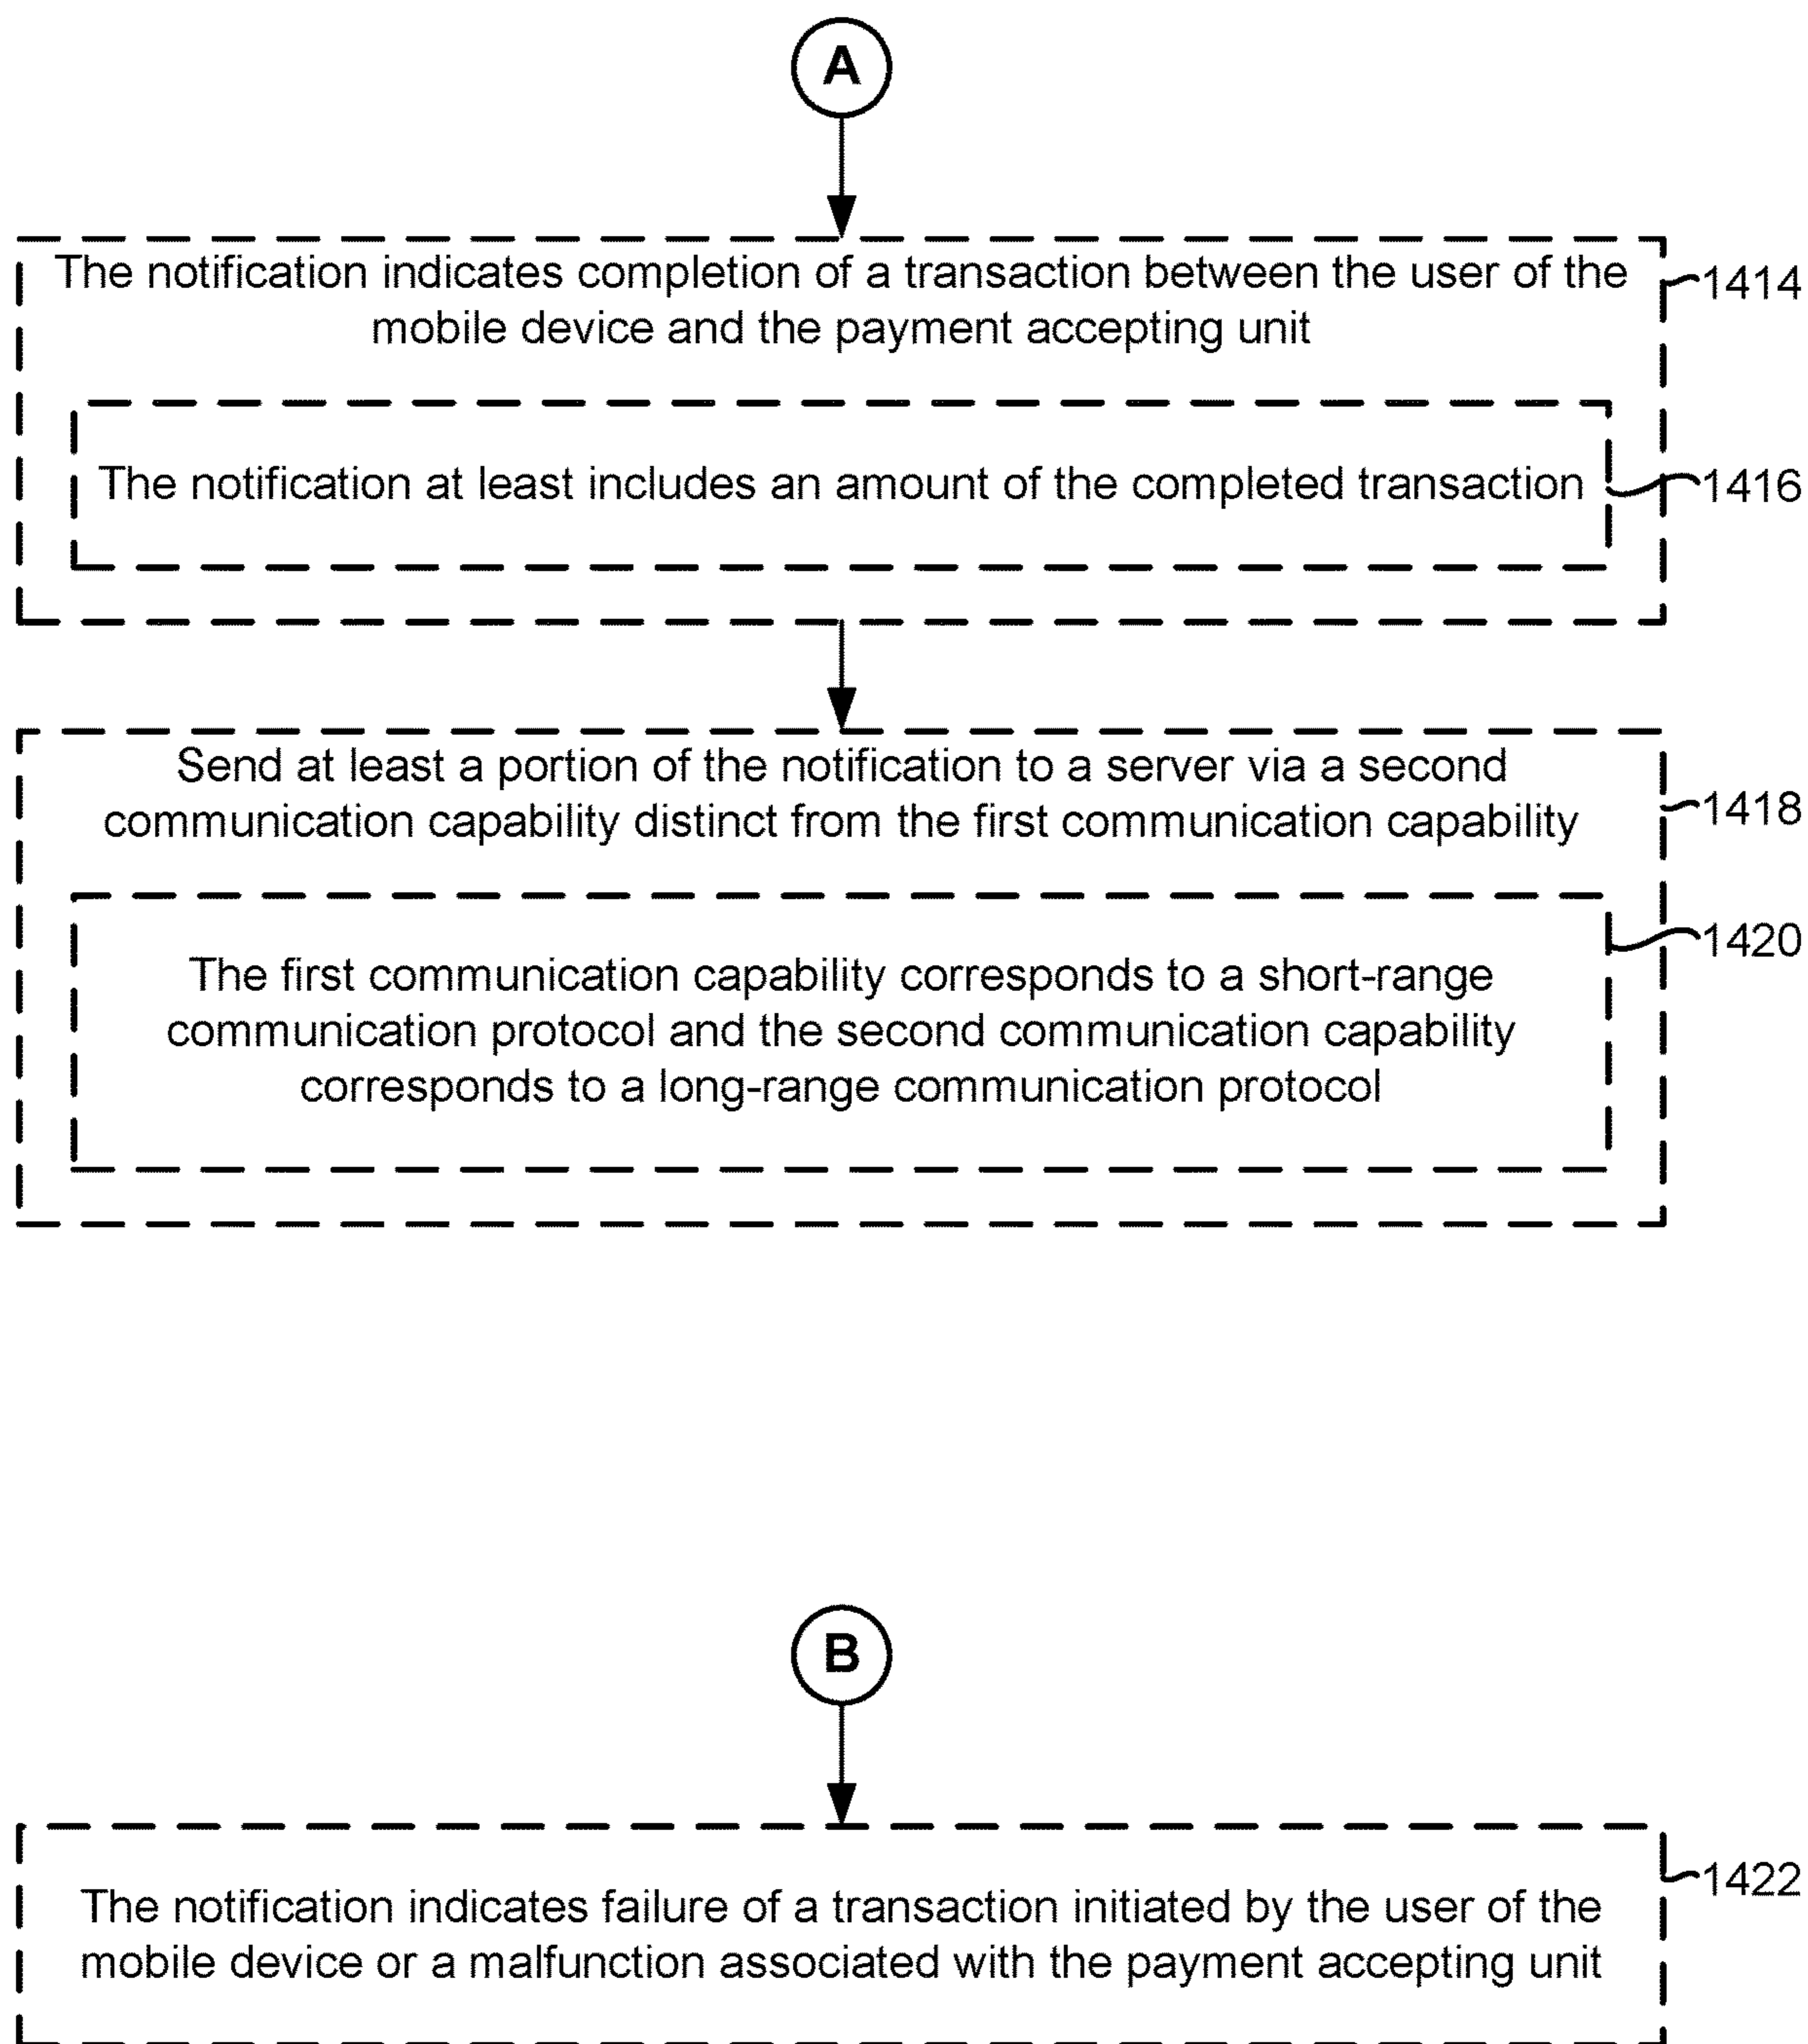 A
The notification indicates completion of a transaction between the user of the
mobile device and the payment accepting unit
1414
The notification at least includes an amount of the completed transaction
1416
Send at least a portion of the notification to a server via a second
communication capability distinct from the first communication capability
1418
The first communication capability corresponds to a short-range
communication protocol and the second communication capability
corresponds to a long-range communication protocol
1420
B
The notification indicates failure of a transaction initiated by the user of the
mobile device or a malfunction associated with the payment accepting unit
1422